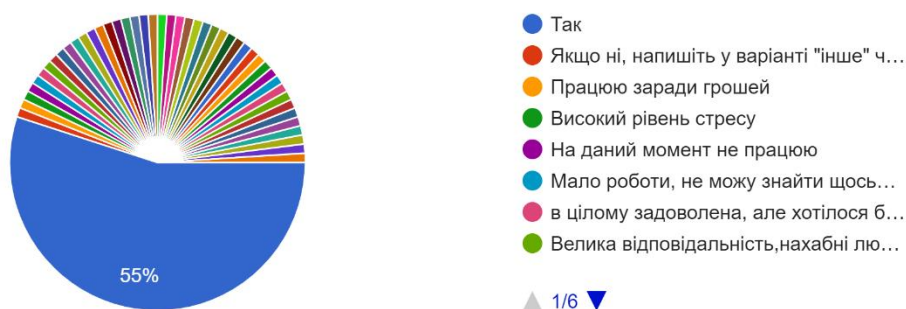 55%
Так
Якщо ні, напишіть у варіанті "інше" ч...
Працюю заради грошей
Високий рівень стресу
На даний момент не працюю
Мало роботи, не можу знайти щось...
в цілому задоволена, але хотілося б...
Велика відповідальність,нахабні лю...
1/6